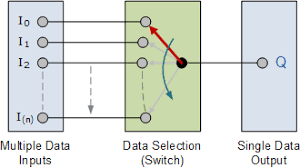 I0
I1
I2
Q
I(n)
Multiple Data
Inputs
Data Selection
(Switch)
Single Data
Output